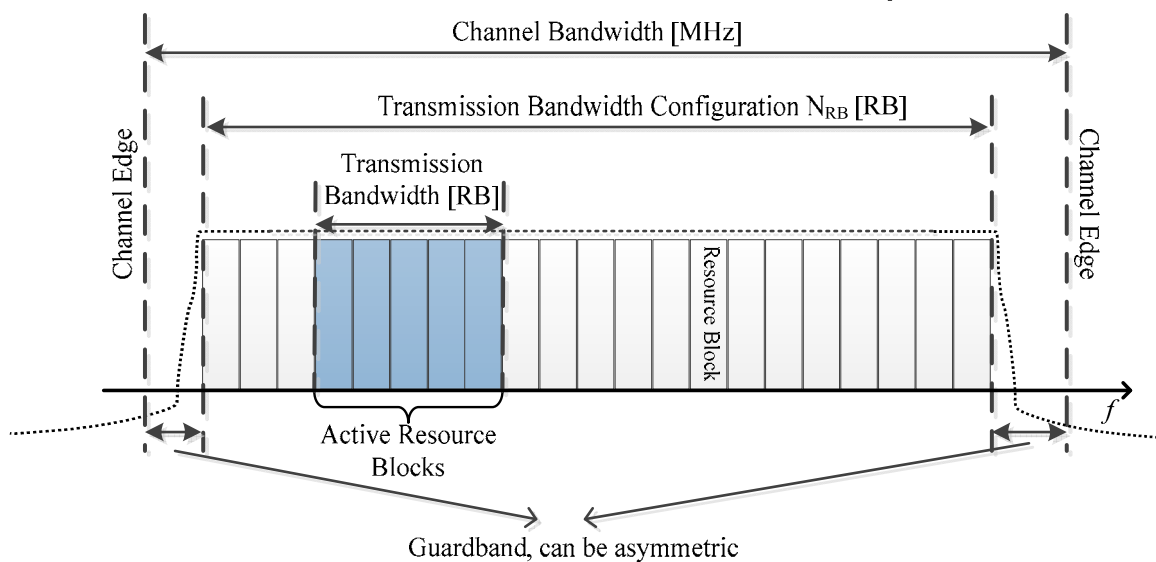 Channel Bandwidth [MHz]
Transmission Bandwidth Configuration N_RB [RB]
Channel Edge
Channel Edge
Transmission
Bandwidth [RB]
Resource Block
f
Active Resource
Blocks
Guardband, can be asymmetric